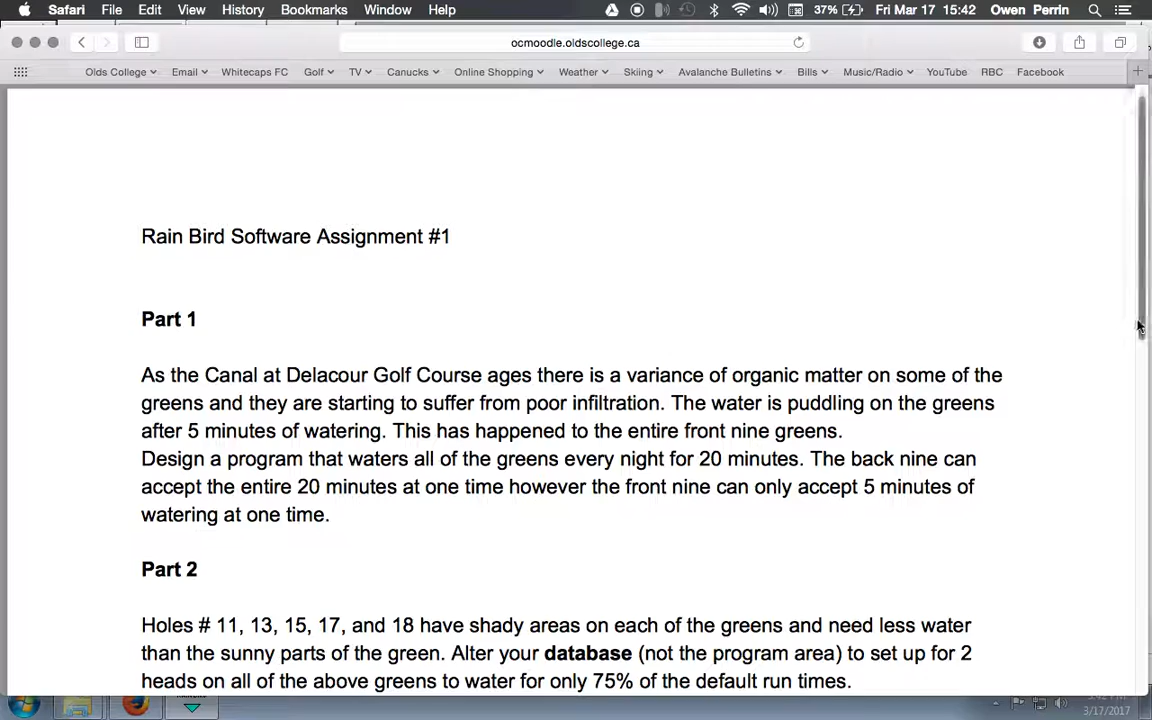 Safari File Edit View History Bookmarks Window Help 37% Fri Mar 17 15:42 Owen Perrin
ocmoodle.oldscollege.ca
Olds College Email Whitecaps FC Golf TV Canucks Online Shopping Weather Skiing Avalanche Bulletins Bills Music/Radio YouTube RBC Facebook
Rain Bird Software Assignment #1
Part 1
As the Canal at Delacour Golf Course ages there is a variance of organic matter on some of the
greens and they are starting to suffer from poor infiltration. The water is puddling on the greens
after 5 minutes of watering. This has happened to the entire front nine greens.
Design a program that waters all of the greens every night for 20 minutes. The back nine can
accept the entire 20 minutes at one time however the front nine can only accept 5 minutes of
watering at one time.
Part 2
Holes # 11, 13, 15, 17, and 18 have shady areas on each of the greens and need less water
than the sunny parts of the green. Alter your database (not the program area) to set up for 2
heads on all of the above greens to water for only 75% of the default run times.
3/17/2017